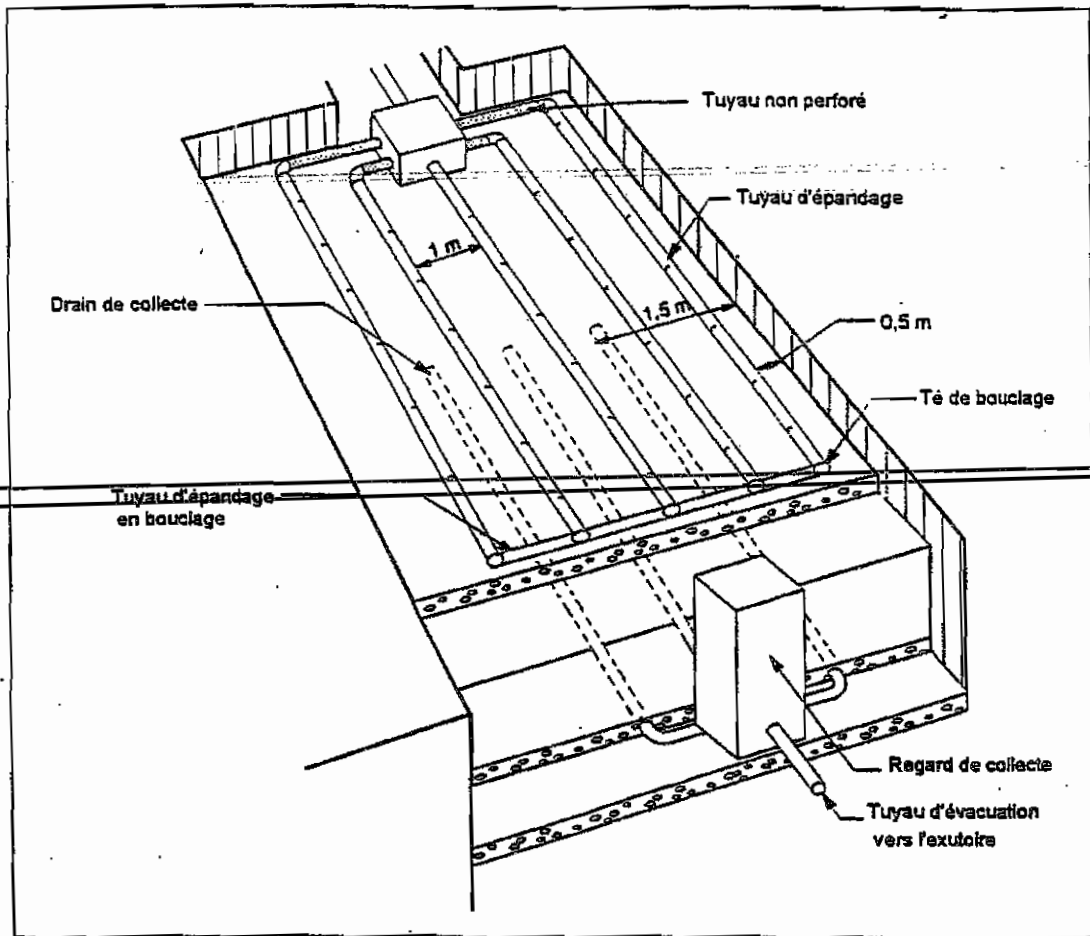 Tuyau non perforé
Tuyau d'épandage
1 m
Drain de collecte
1,5 m
0,5 m
Té de bouclage
Tuyau d'épandage
en bouclage
Regard de collecte
Tuyau d'évacuation
vers l'exutoire